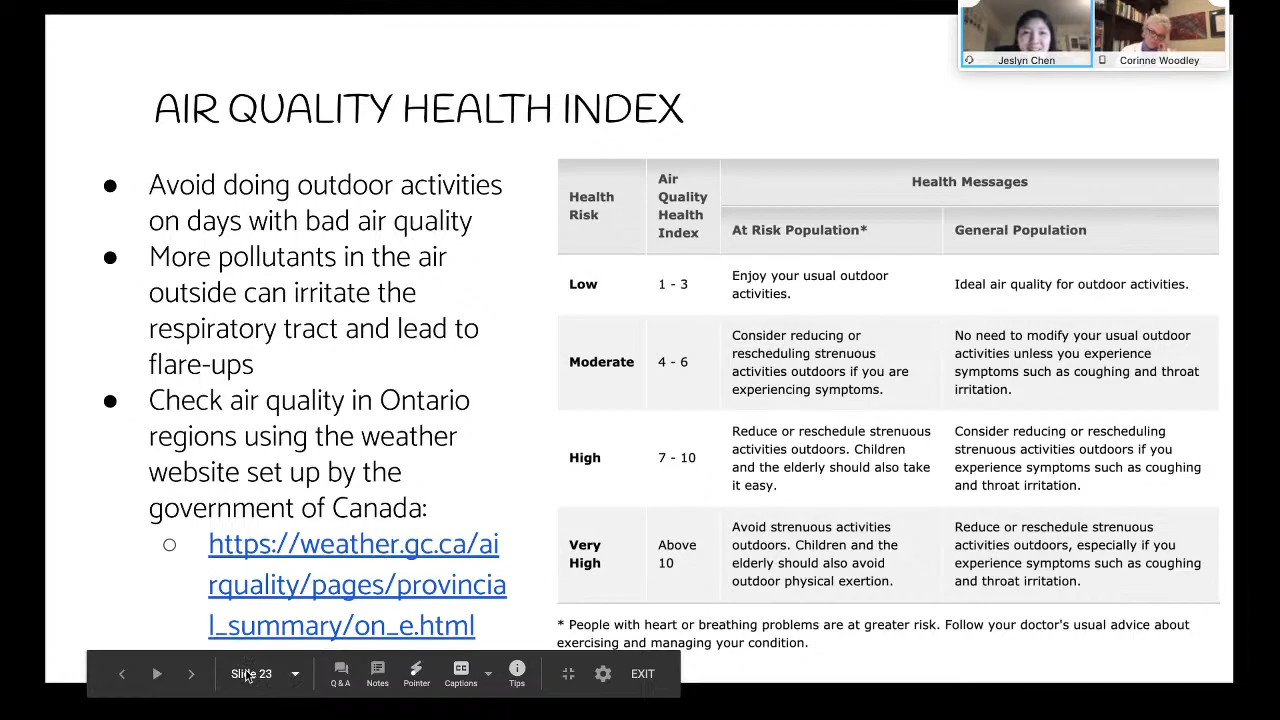 Jeslyn Chen
Corinne Woodley
AIR QUALITY HEALTH INDEX
● Avoid doing outdoor activities
on days with bad air quality
● More pollutants in the air
outside can irritate the
respiratory tract and lead to
flare-ups
● Check air quality in Ontario
regions using the weather
website set up by the
government of Canada:
○ https://weather.gc.ca/ai
rquality/pages/provincia
l_summary/on_e.html
Health
Risk
Air
Quality
Health
Index
Health Messages
At Risk Population*
General Population
Low
1 - 3
Enjoy your usual outdoor
activities.
Ideal air quality for outdoor activities.
Moderate
4 - 6
Consider reducing or
rescheduling strenuous
activities outdoors if you are
experiencing symptoms.
No need to modify your usual outdoor
activities unless you experience
symptoms such as coughing and throat
irritation.
High
7 - 10
Reduce or reschedule strenuous
activities outdoors. Children
and the elderly should also take
it easy.
Consider reducing or rescheduling
strenuous activities outdoors if you
experience symptoms such as coughing
and throat irritation.
Very
High
Above
10
Avoid strenuous activities
outdoors. Children and the
elderly should also avoid
outdoor physical exertion.
Reduce or reschedule strenuous
activities outdoors, especially if you
experience symptoms such as coughing
and throat irritation.
* People with heart or breathing problems are at greater risk. Follow your doctor's usual advice about
exercising and managing your condition.
Slide 23
Q & A
Notes
Pointer
CC
Captions
Tips
EXIT